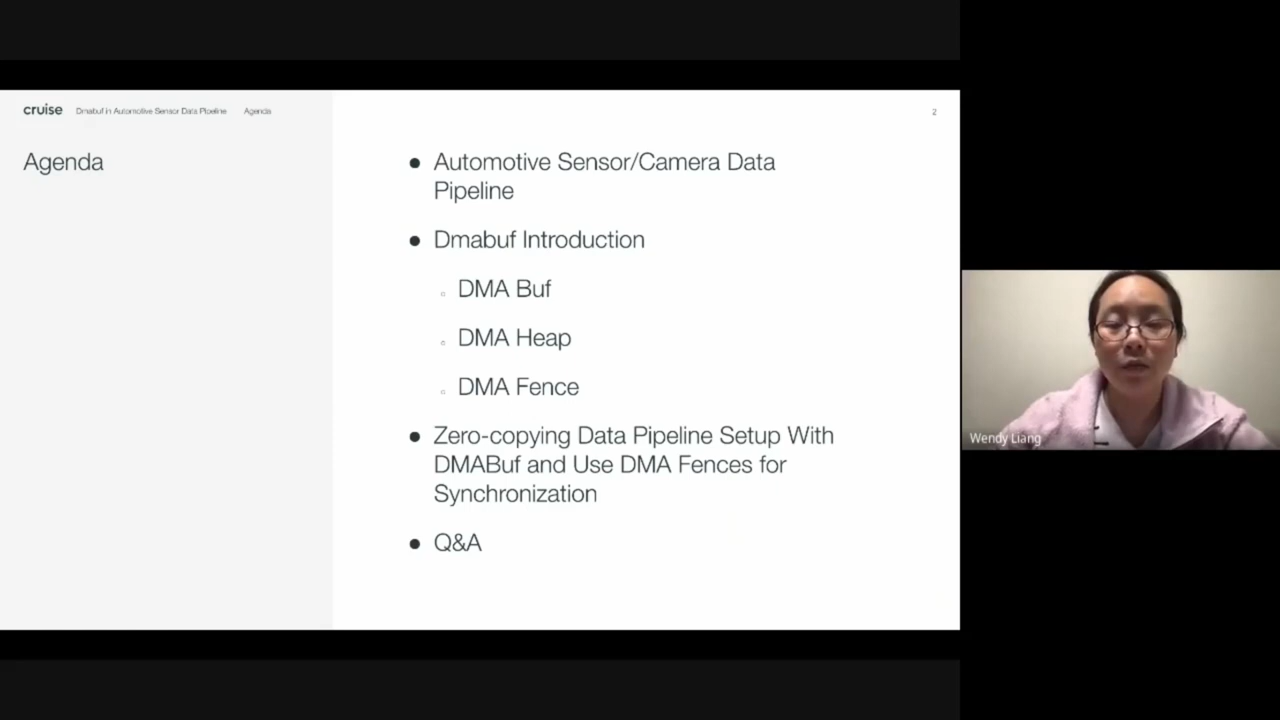 cruise Dmabuf in Automotive Sensor Data Pipeline Agenda 2
Agenda
● Automotive Sensor/Camera Data
Pipeline
● Dmabuf Introduction
○ DMA Buf
○ DMA Heap
○ DMA Fence
● Zero-copying Data Pipeline Setup With
DMABuf and Use DMA Fences for
Synchronization
● Q&A
Wendy Liang